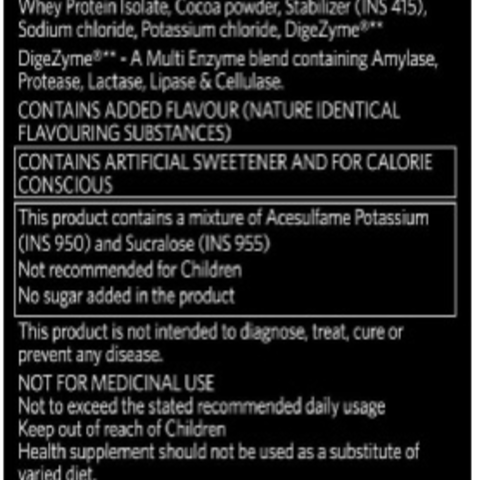 Whey Protein Isolate, Cocoa powder, Stabilizer (INS 415),
Sodium chloride, Potassium chloride, DigeZyme®**
DigeZyme®** - A Multi Enzyme blend containing Amylase,
Protease, Lactase, Lipase & Cellulase.
CONTAINS ADDED FLAVOUR (NATURE IDENTICAL
FLAVOURING SUBSTANCES)
CONTAINS ARTIFICIAL SWEETENER AND FOR CALORIE
CONSCIOUS
This product contains a mixture of Acesulfame Potassium
(INS 950) and Sucralose (INS 955)
Not recommended for Children
No sugar added in the product
This product is not intended to diagnose, treat, cure or
prevent any disease.
NOT FOR MEDICINAL USE
Not to exceed the stated recommended daily usage
Keep out of reach of Children
Health supplement should not be used as a substitute of
varied diet.